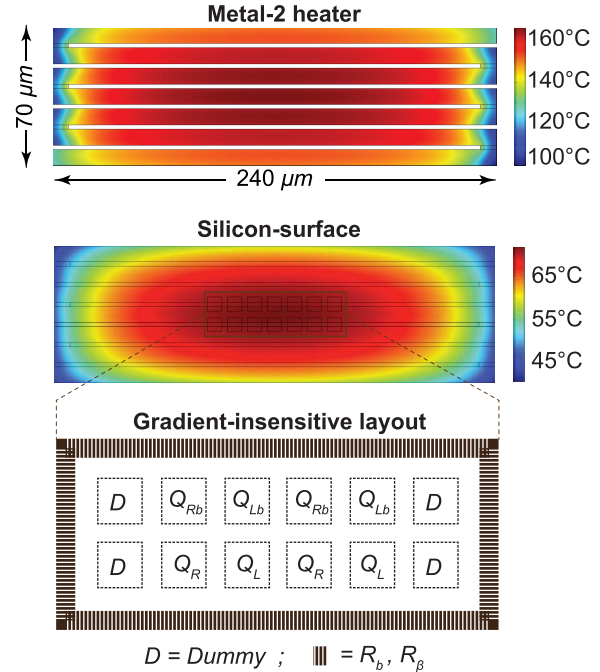 Metal-2 heater
70 μm
160°C
140°C
120°C
100°C
240 μm
Silicon-surface
65°C
55°C
45°C
Gradient-insensitive layout
D Q_Rb Q_Lb Q_Rb Q_Lb D
D Q_R Q_L Q_R Q_L D
D = Dummy ; = R_b, R_β